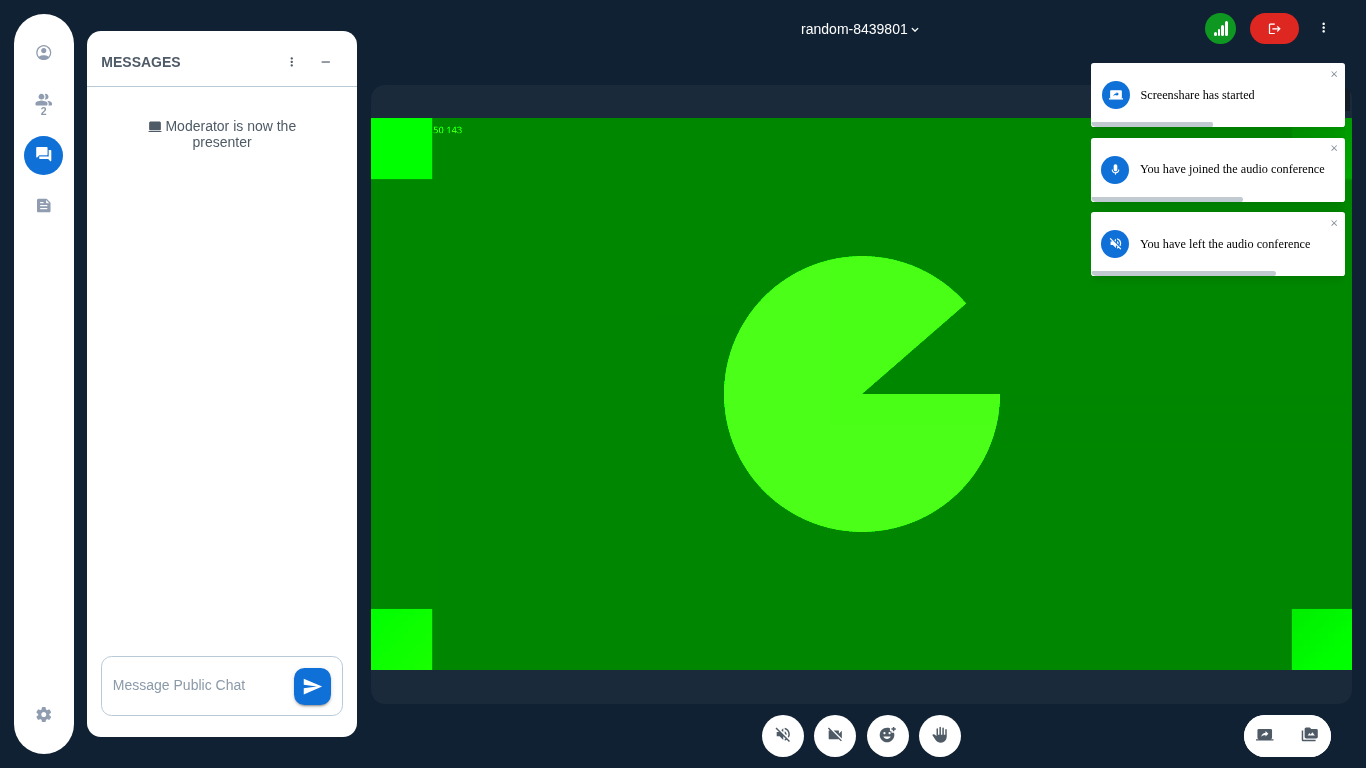 random-8439801
MESSAGES
2
Moderator is now the
presenter
50 143
Screenshare has started
You have joined the audio conference
You have left the audio conference
Message Public Chat